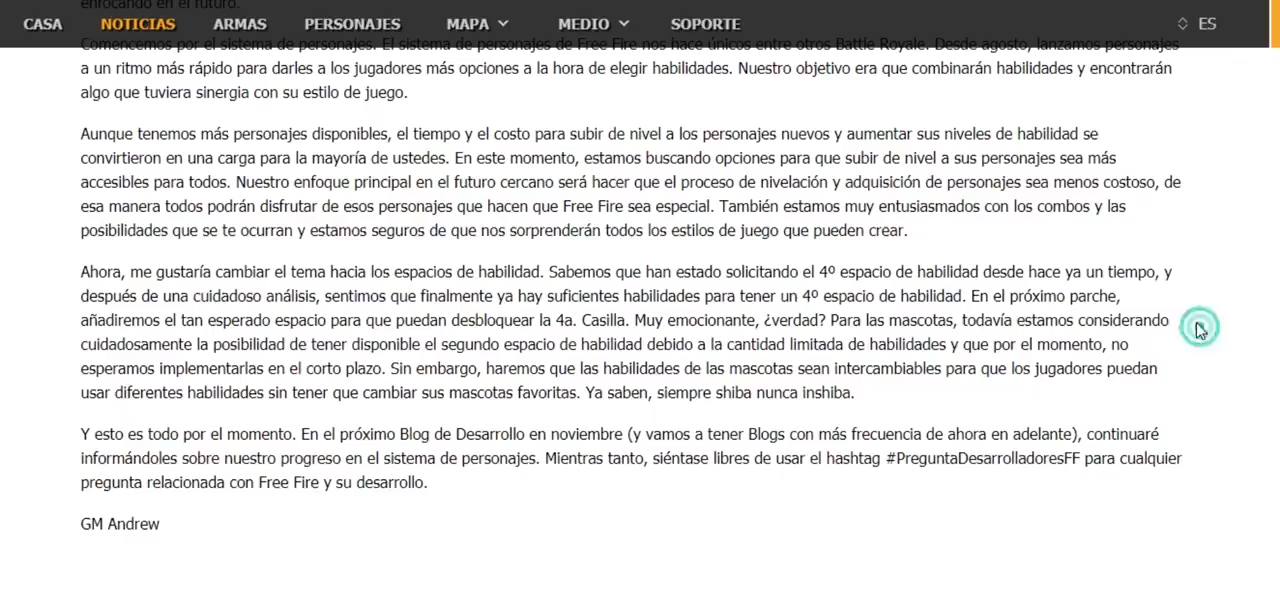 enfocando en el futuro.
CASA NOTICIAS ARMAS PERSONAJES MAPA MEDIO SOPORTE ES
Comencemos por el sistema de personajes. El sistema de personajes de Free Fire nos hace únicos entre otros Battle Royale. Desde agosto, lanzamos personajes
a un ritmo más rápido para darles a los jugadores más opciones a la hora de elegir habilidades. Nuestro objetivo era que combinarán habilidades y encontrarán
algo que tuviera sinergia con su estilo de juego.
Aunque tenemos más personajes disponibles, el tiempo y el costo para subir de nivel a los personajes nuevos y aumentar sus niveles de habilidad se
convirtieron en una carga para la mayoría de ustedes. En este momento, estamos buscando opciones para que subir de nivel a sus personajes sea más
accesibles para todos. Nuestro enfoque principal en el futuro cercano será hacer que el proceso de nivelación y adquisición de personajes sea menos costoso, de
esa manera todos podrán disfrutar de esos personajes que hacen que Free Fire sea especial. También estamos muy entusiasmados con los combos y las
posibilidades que se te ocurran y estamos seguros de que nos sorprenderán todos los estilos de juego que pueden crear.
Ahora, me gustaría cambiar el tema hacia los espacios de habilidad. Sabemos que han estado solicitando el 4º espacio de habilidad desde hace ya un tiempo, y
después de una cuidadoso análisis, sentimos que finalmente ya hay suficientes habilidades para tener un 4º espacio de habilidad. En el próximo parche,
añadiremos el tan esperado espacio para que puedan desbloquear la 4a. Casilla. Muy emocionante, ¿verdad? Para las mascotas, todavía estamos considerando
cuidadosamente la posibilidad de tener disponible el segundo espacio de habilidad debido a la cantidad limitada de habilidades y que por el momento, no
esperamos implementarlas en el corto plazo. Sin embargo, haremos que las habilidades de las mascotas sean intercambiables para que los jugadores puedan
usar diferentes habilidades sin tener que cambiar sus mascotas favoritas. Ya saben, siempre shiba nunca inshiba.
Y esto es todo por el momento. En el próximo Blog de Desarrollo en noviembre (y vamos a tener Blogs con más frecuencia de ahora en adelante), continuaré
informándoles sobre nuestro progreso en el sistema de personajes. Mientras tanto, siéntase libres de usar el hashtag #PreguntaDesarrolladoresFF para cualquier
pregunta relacionada con Free Fire y su desarrollo.
GM Andrew